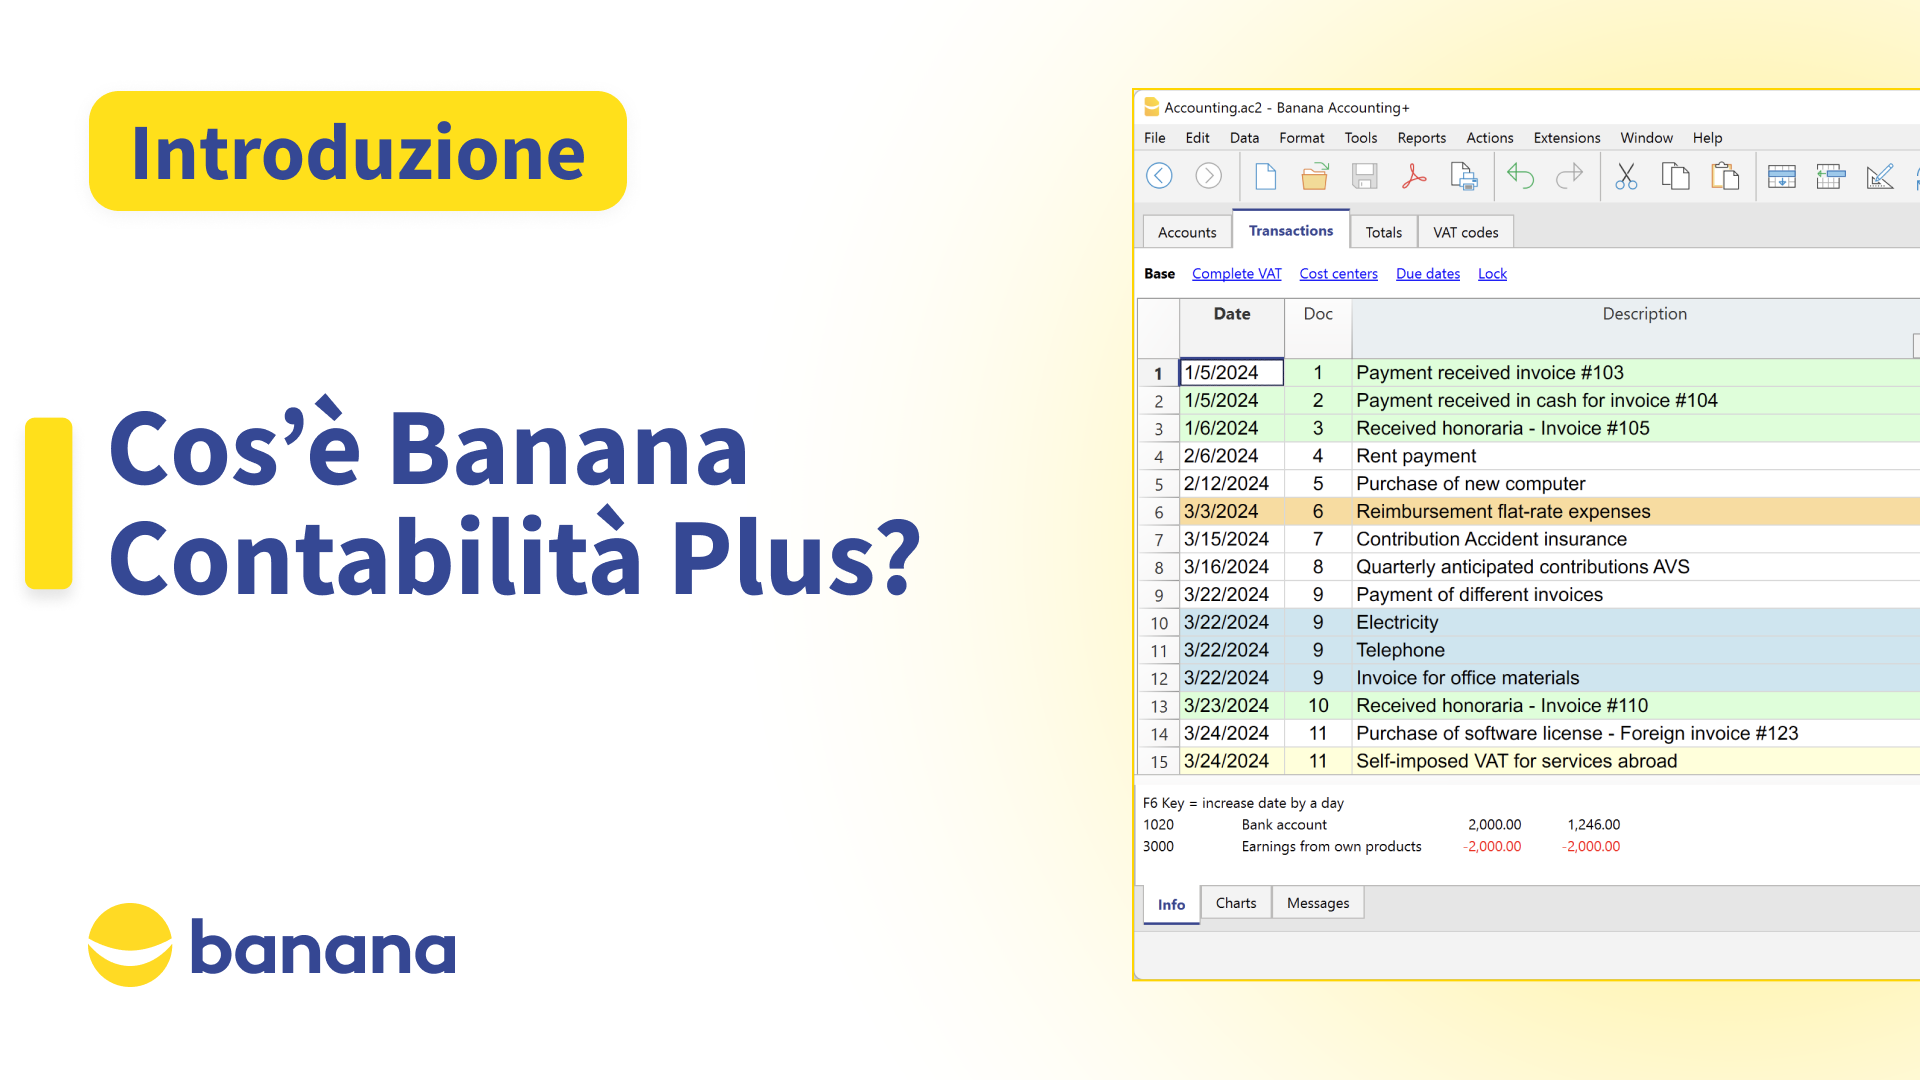 Introduzione
Cos’è Banana
Contabilità Plus?
banana
Accounting.ac2 - Banana Accounting+
File Edit Data Format Tools Reports Actions Extensions Window Help
Accounts Transactions Totals VAT codes
Base Complete VAT Cost centers Due dates Lock
Date Doc Description
1 1/5/2024 1 Payment received invoice #103
2 1/5/2024 2 Payment received in cash for invoice #104
3 1/6/2024 3 Received honoraria - Invoice #105
4 2/6/2024 4 Rent payment
5 2/12/2024 5 Purchase of new computer
6 3/3/2024 6 Reimbursement flat-rate expenses
7 3/15/2024 7 Contribution Accident insurance
8 3/16/2024 8 Quarterly anticipated contributions AVS
9 3/22/2024 9 Payment of different invoices
10 3/22/2024 9 Electricity
11 3/22/2024 9 Telephone
12 3/22/2024 9 Invoice for office materials
13 3/23/2024 10 Received honoraria - Invoice #110
14 3/24/2024 11 Purchase of software license - Foreign invoice #123
15 3/24/2024 11 Self-imposed VAT for services abroad
F6 Key = increase date by a day
1020 Bank account 2,000.00 1,246.00
3000 Earnings from own products -2,000.00 -2,000.00
Info Charts Messages